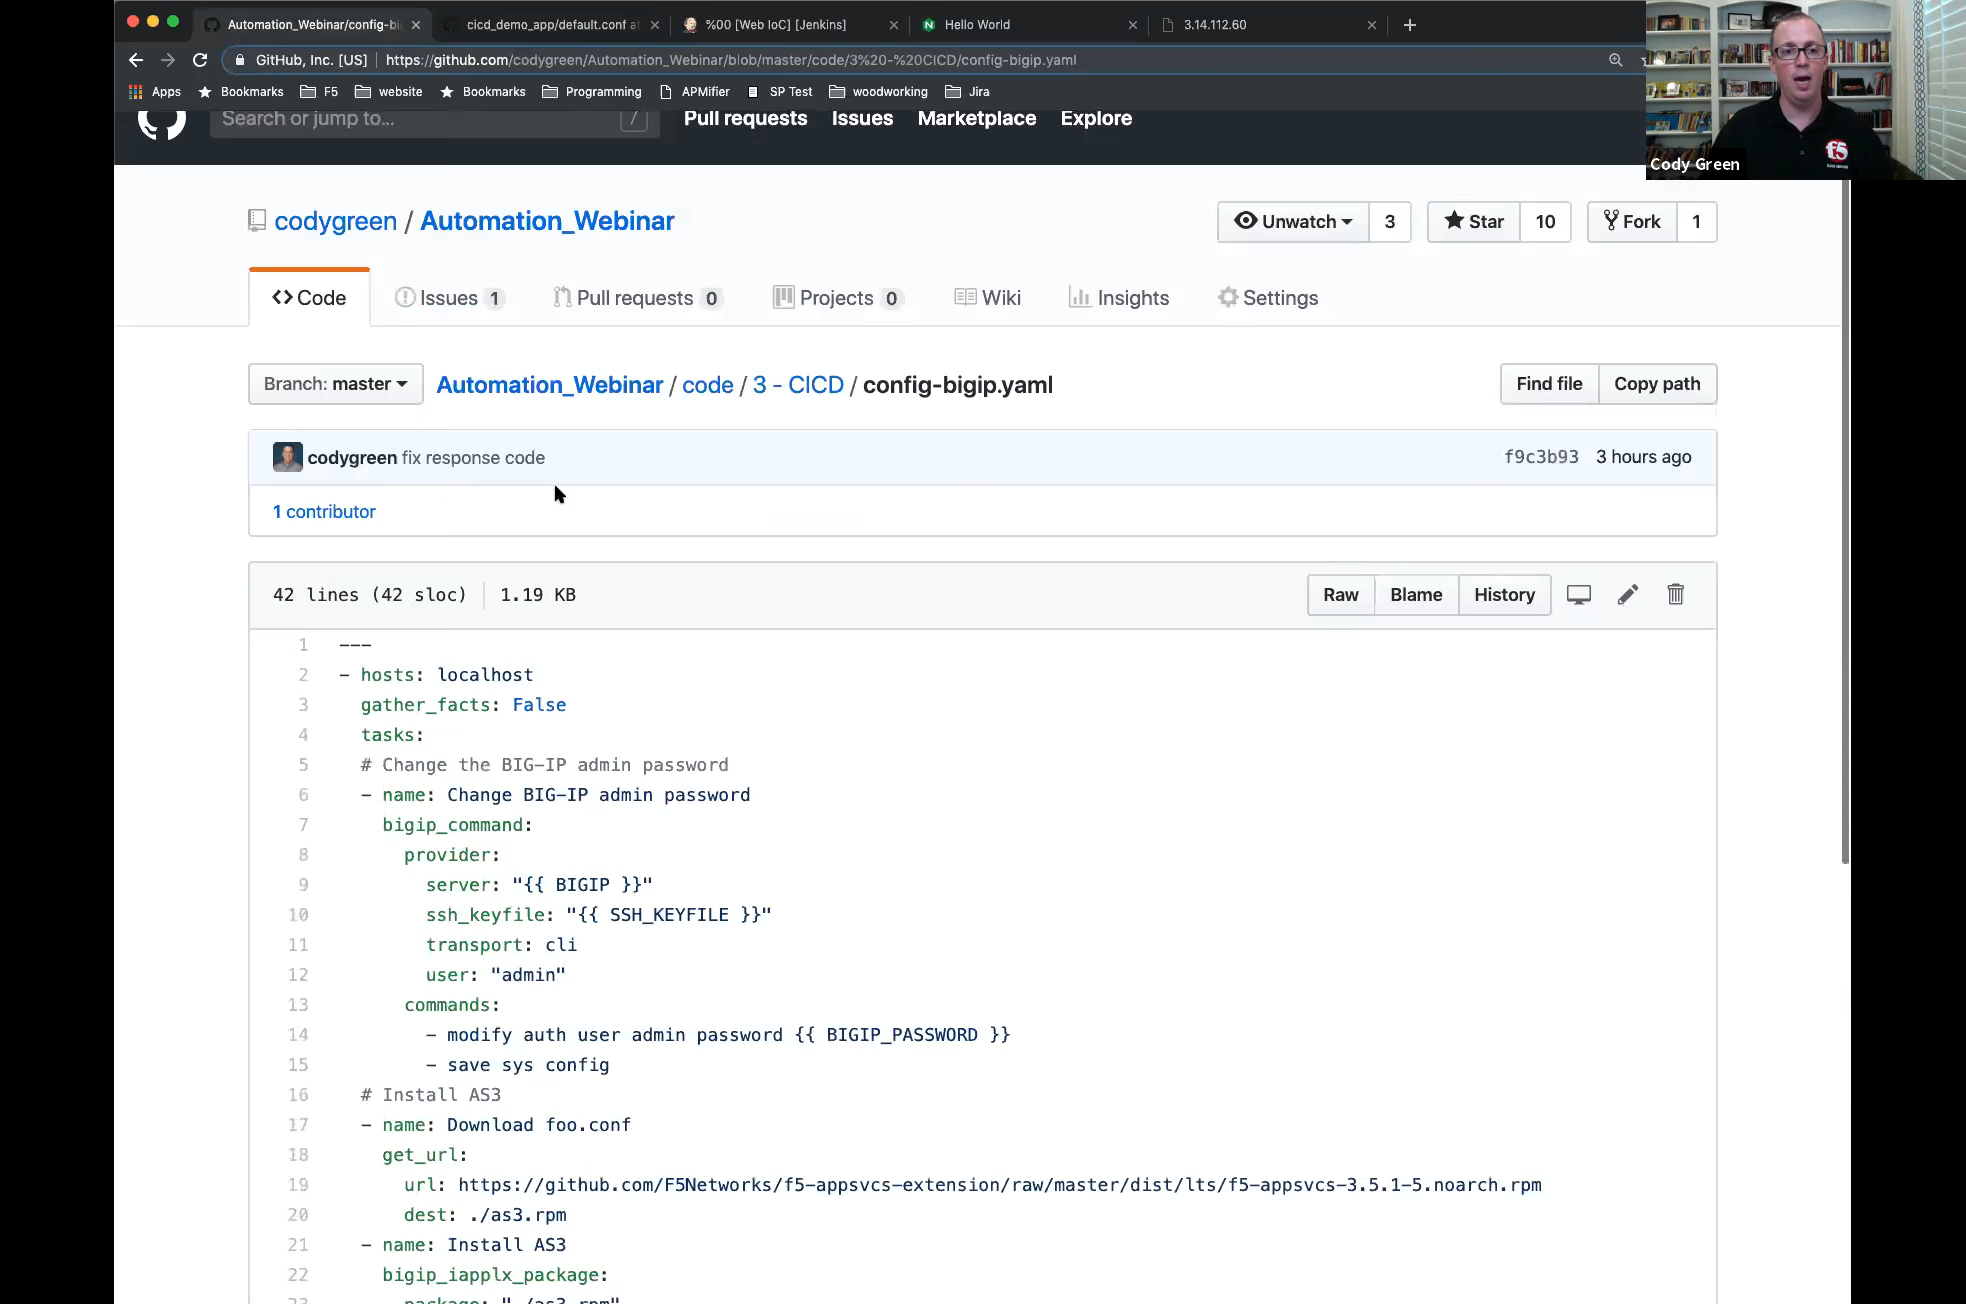 Automation_Webinar/config-bi
cicd_demo_app/default.conf at
%00 [Web IoC] [Jenkins]
Hello World
3.14.112.60
GitHub, Inc. [US]
https://github.com/codygreen/Automation_Webinar/blob/master/code/3%20-%20CICD/config-bigip.yaml
Apps Bookmarks F5 website Bookmarks Programming APMifier SP Test woodworking Jira
Search or jump to... /
Pull requests Issues Marketplace Explore
f5
Cody Green
codygreen / Automation_Webinar
Unwatch 3 Star 10 Fork 1
Code Issues 1 Pull requests 0 Projects 0 Wiki Insights Settings
Branch: master Automation_Webinar / code / 3 - CICD / config-bigip.yaml Find file Copy path
codygreen fix response code f9c3b93 3 hours ago
1 contributor
42 lines (42 sloc) 1.19 KB Raw Blame History
1 ---
2 - hosts: localhost
3 gather_facts: False
4 tasks:
5 # Change the BIG-IP admin password
6 - name: Change BIG-IP admin password
7 bigip_command:
8 provider:
9 server: "{{ BIGIP }}"
10 ssh_keyfile: "{{ SSH_KEYFILE }}"
11 transport: cli
12 user: "admin"
13 commands:
14 - modify auth user admin password {{ BIGIP_PASSWORD }}
15 - save sys config
16 # Install AS3
17 - name: Download foo.conf
18 get_url:
19 url: https://github.com/F5Networks/f5-appsvcs-extension/raw/master/dist/lts/f5-appsvcs-3.5.1-5.noarch.rpm
20 dest: ./as3.rpm
21 - name: Install AS3
22 bigip_iapplx_package:
23 package: "./as3.rpm"